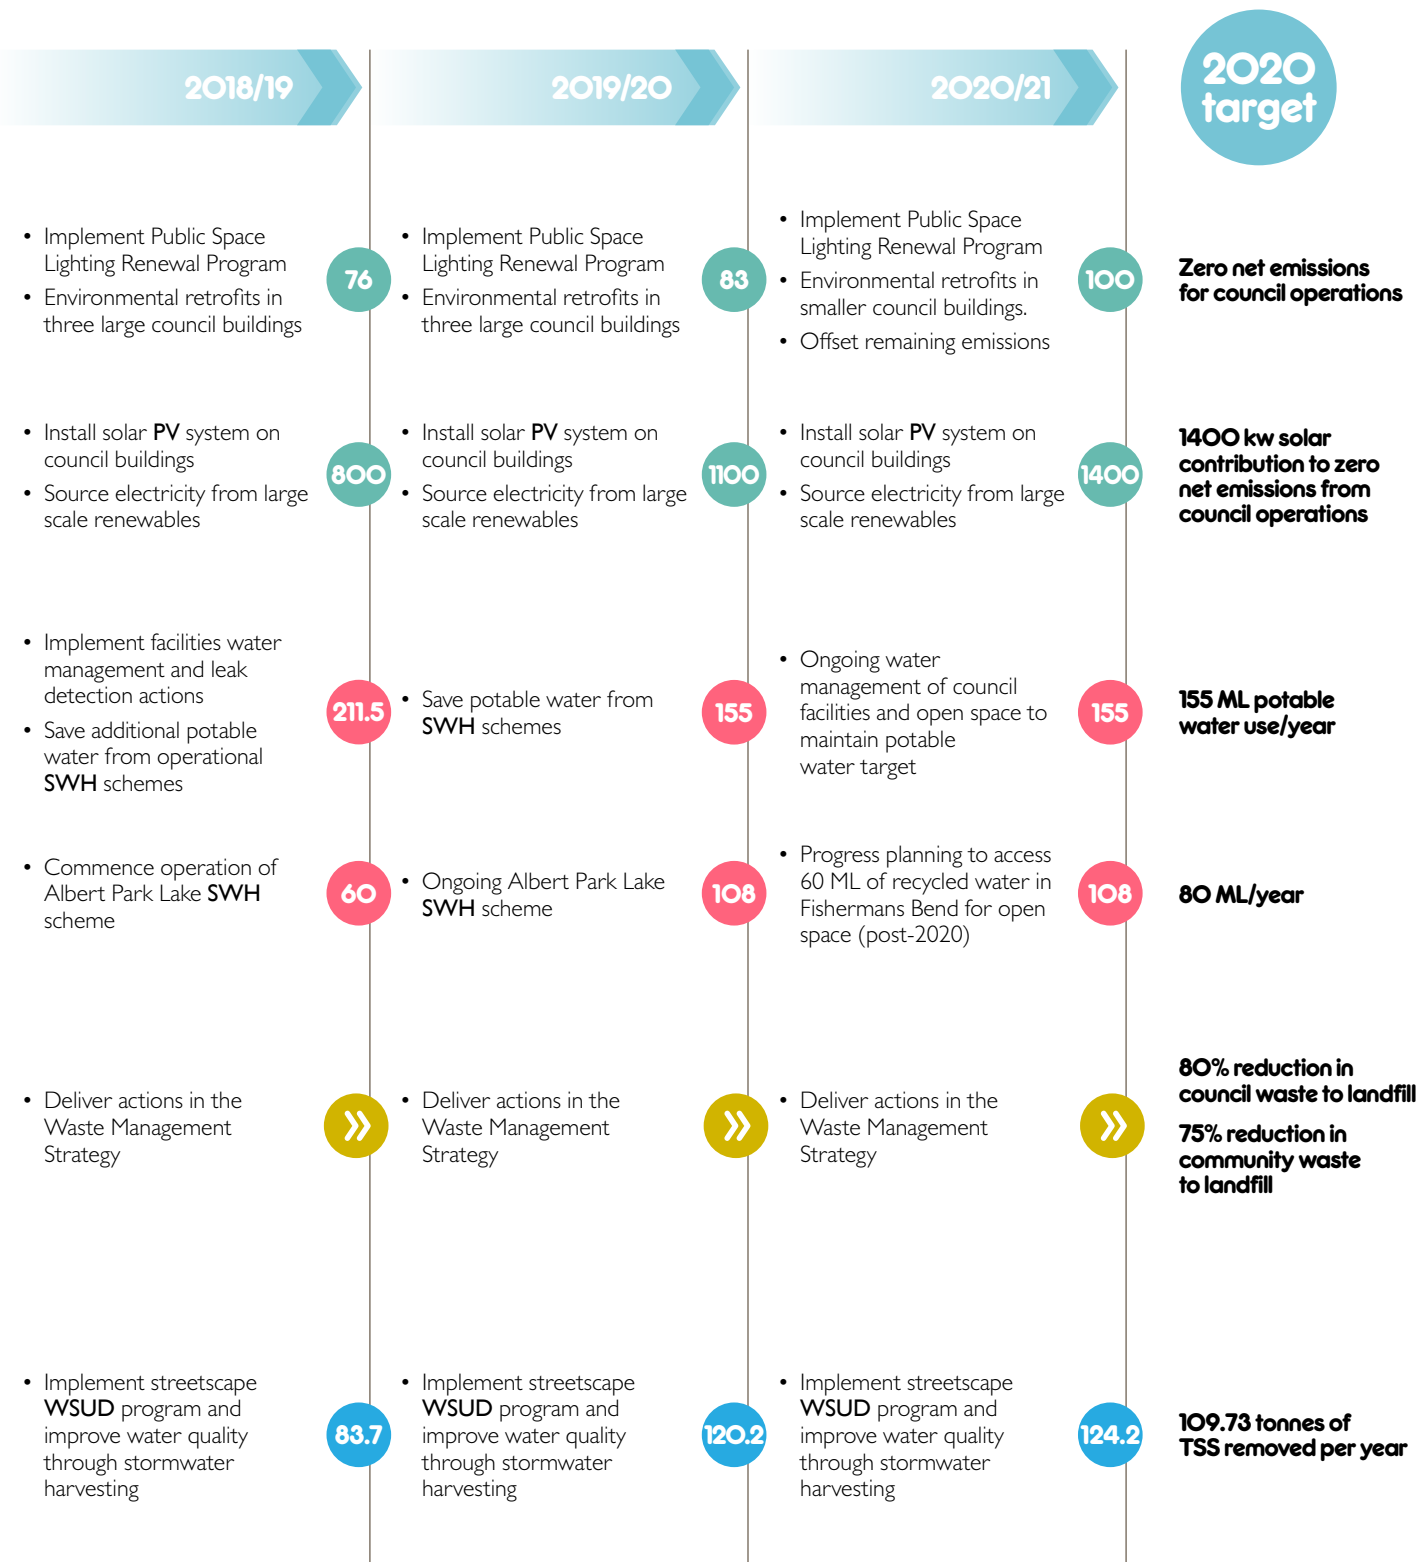 2018/19
2019/20
2020/21
2020
target
• Implement Public Space
Lighting Renewal Program
• Environmental retrofits in
three large council buildings
76
• Implement Public Space
Lighting Renewal Program
• Environmental retrofits in
three large council buildings
83
• Implement Public Space
Lighting Renewal Program
• Environmental retrofits in
smaller council buildings.
• Offset remaining emissions
100
Zero net emissions
for council operations
• Install solar PV system on
council buildings
• Source electricity from large
scale renewables
800
• Install solar PV system on
council buildings
• Source electricity from large
scale renewables
1100
• Install solar PV system on
council buildings
• Source electricity from large
scale renewables
1400
1400 kw solar
contribution to zero
net emissions from
council operations
• Implement facilities water
management and leak
detection actions
• Save additional potable
water from operational
SWH schemes
211.5
• Save potable water from
SWH schemes
155
• Ongoing water
management of council
facilities and open space to
maintain potable
water target
155
155 ML potable
water use/year
• Commence operation of
Albert Park Lake SWH
scheme
60
• Ongoing Albert Park Lake
SWH scheme
108
• Progress planning to access
60 ML of recycled water in
Fishermans Bend for open
space (post-2020)
108
80 ML/year
• Deliver actions in the
Waste Management
Strategy
• Deliver actions in the
Waste Management
Strategy
• Deliver actions in the
Waste Management
Strategy
80% reduction in
council waste to landfill
75% reduction in
community waste
to landfill
• Implement streetscape
WSUD program and
improve water quality
through stormwater
harvesting
83.7
• Implement streetscape
WSUD program and
improve water quality
through stormwater
harvesting
120.2
• Implement streetscape
WSUD program and
improve water quality
through stormwater
harvesting
124.2
109.73 tonnes of
TSS removed per year